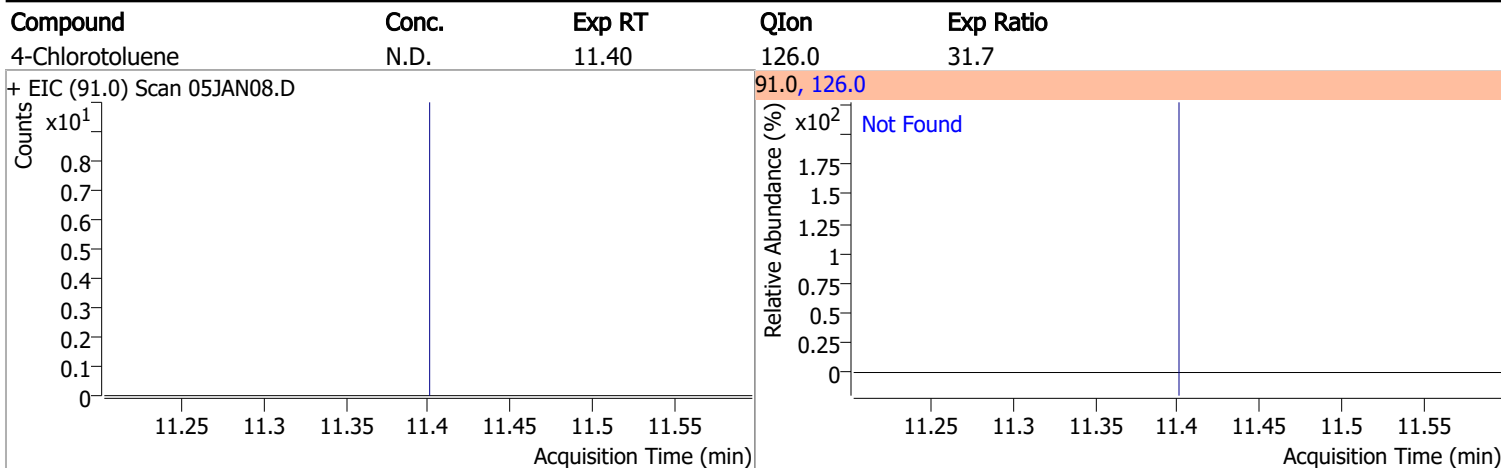 Compound Conc. Exp RT QIon Exp Ratio
4-Chlorotoluene N.D. 11.40 126.0 31.7
+ EIC (91.0) Scan 05JAN08.D
Counts
x10¹
0.8
0.7
0.6
0.5
0.4
0.3
0.2
0.1
0
11.25 11.3 11.35 11.4 11.45 11.5 11.55
Acquisition Time (min)
91.0, 126.0
Relative Abundance (%)
x10²
Not Found
1.75
1.5
1.25
1
0.75
0.5
0.25
0
11.25 11.3 11.35 11.4 11.45 11.5 11.55
Acquisition Time (min)